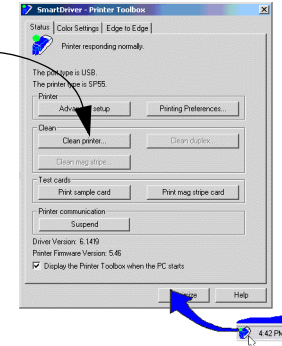 SmartDriver - Printer Toolbox
Status Color Settings Edge to Edge
Printer responding normally.
The port type is USB.
The printer type is SP55.
Printer
Advanced setup Printing Preferences...
Clean
Clean printer... Clean duplex...
Clean mag stripe...
Test cards
Print sample card Print mag stripe card
Printer communication
Suspend
Driver Version: 6.1419
Printer Firmware Version: 5.46
Display the Printer Toolbox when the PC starts
Help
4:42 PM